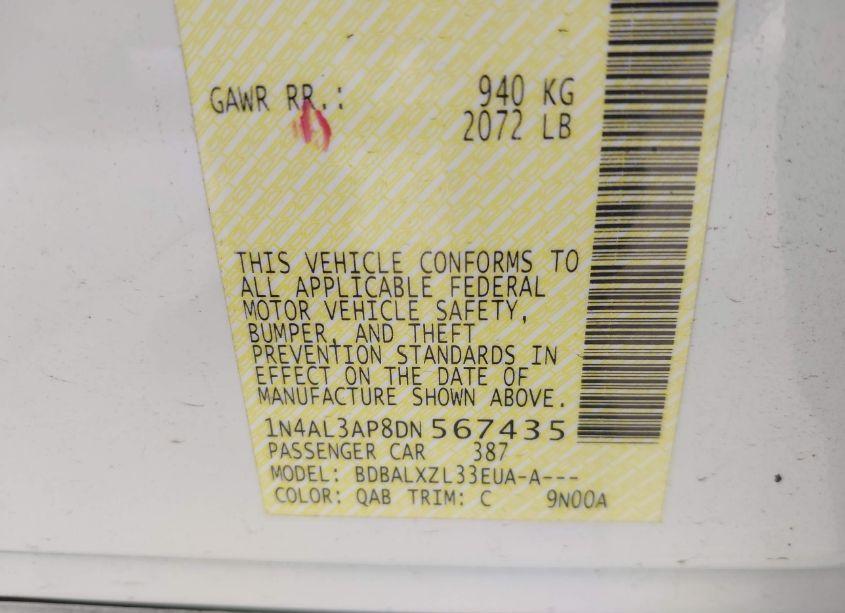 GAWR RR.: 940 KG
2072 LB
THIS VEHICLE CONFORMS TO
ALL APPLICABLE FEDERAL
MOTOR VEHICLE SAFETY,
BUMPER, AND THEFT
PREVENTION STANDARDS IN
EFFECT ON THE DATE OF
MANUFACTURE SHOWN ABOVE.
1N4AL3AP8DN 567435
PASSENGER CAR 387
MODEL: BDBALXZL33EUA-A---
COLOR: QAB TRIM: C 9N00A